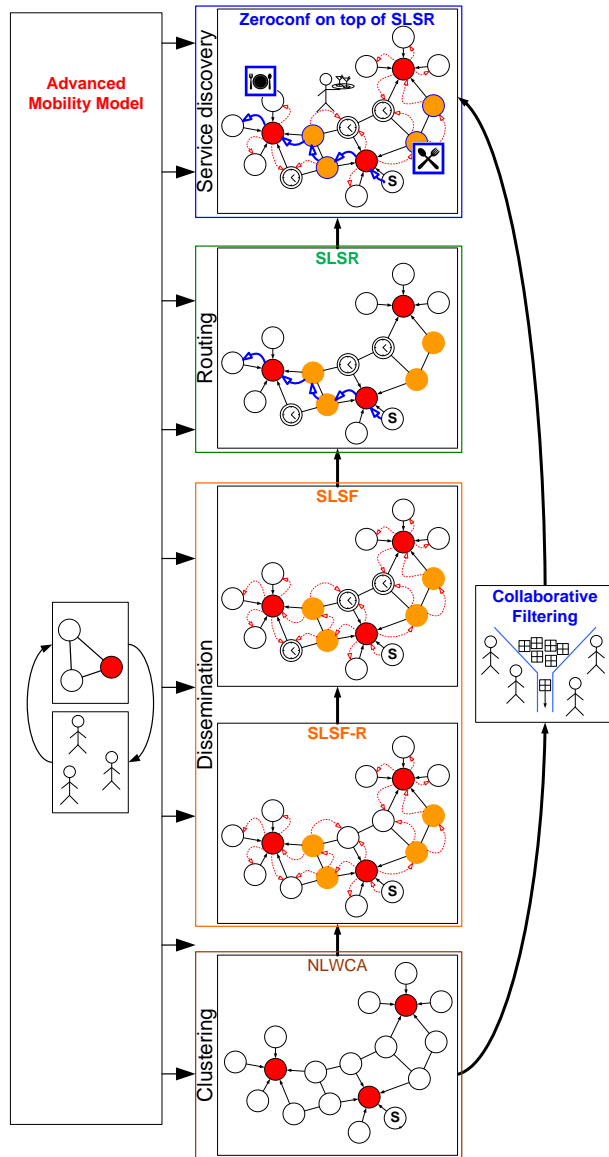 Zeroconf on top of SLSR
Advanced
Mobility Model
Service discovery
S
SLSR
Routing
S
SLSF
Dissemination
S
Collaborative
Filtering
SLSF-R
S
NLWCA
Clustering
S